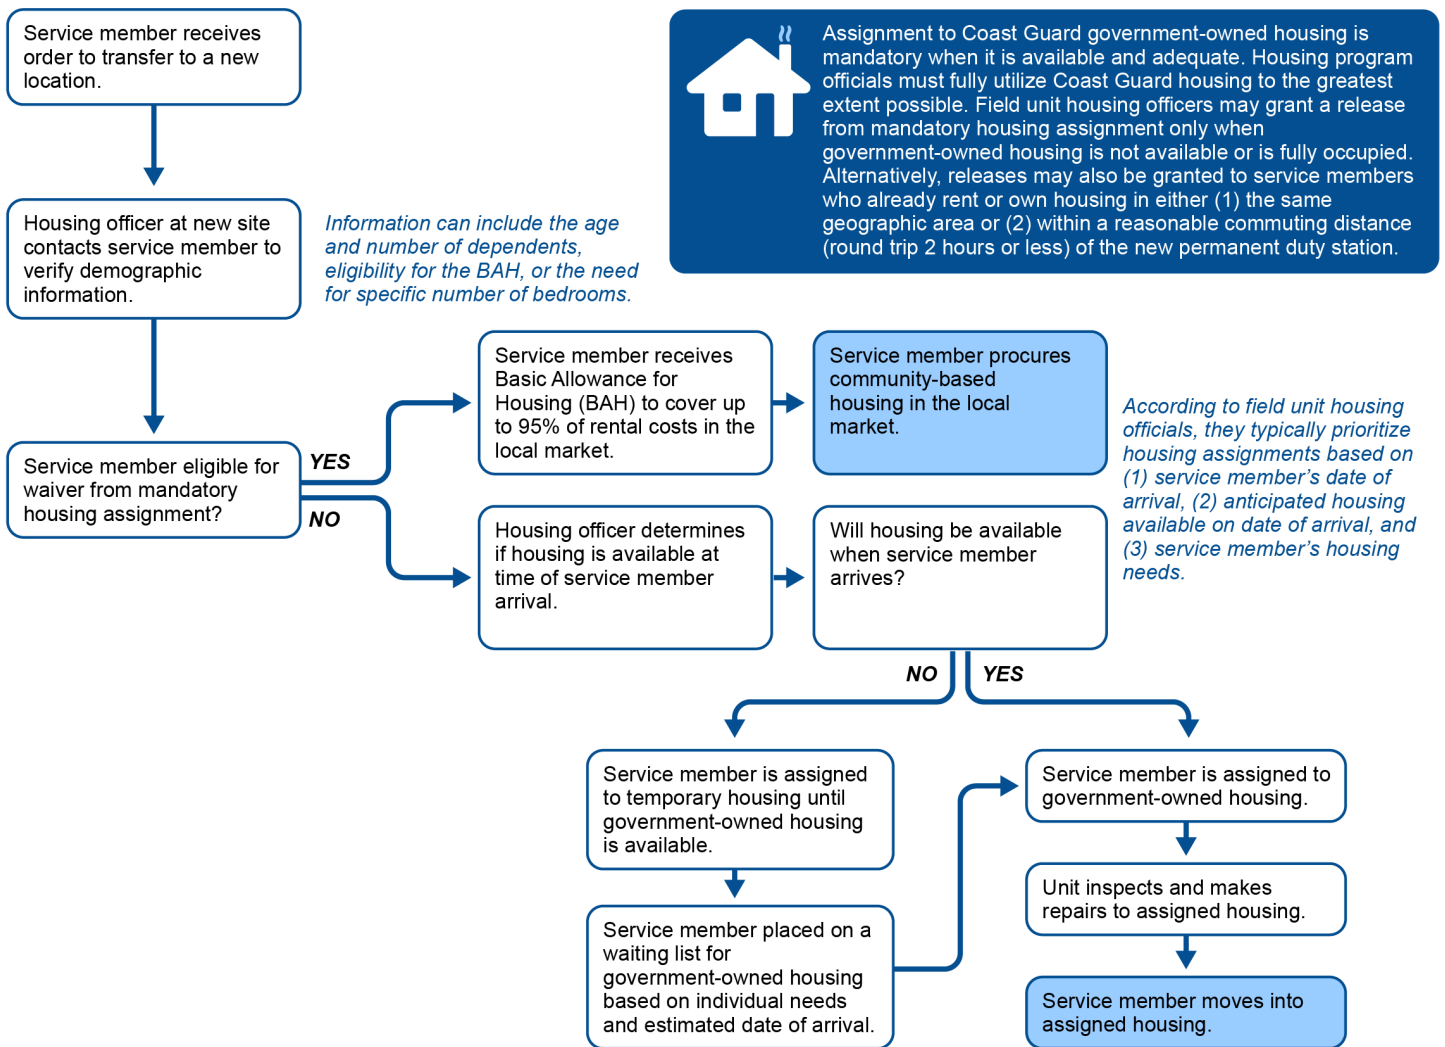 Service member receives
order to transfer to a new
location.
Assignment to Coast Guard government-owned housing is
mandatory when it is available and adequate. Housing program
officials must fully utilize Coast Guard housing to the greatest
extent possible. Field unit housing officers may grant a release
from mandatory housing assignment only when
government-owned housing is not available or is fully occupied.
Alternatively, releases may also be granted to service members
who already rent or own housing in either (1) the same
geographic area or (2) within a reasonable commuting distance
(round trip 2 hours or less) of the new permanent duty station.
Housing officer at new site
contacts service member to
verify demographic
information.
Information can include the age
and number of dependents,
eligibility for the BAH, or the need
for specific number of bedrooms.
Service member eligible for
waiver from mandatory
housing assignment?
YES
NO
Service member receives
Basic Allowance for
Housing (BAH) to cover up
to 95% of rental costs in the
local market.
Service member procures
community-based
housing in the local
market.
According to field unit housing
officials, they typically prioritize
housing assignments based on
(1) service member's date of
arrival, (2) anticipated housing
available on date of arrival, and
(3) service member's housing
needs.
Housing officer determines
if housing is available at
time of service member
arrival.
Will housing be available
when service member
arrives?
NO
YES
Service member is assigned
to temporary housing until
government-owned housing
is available.
Service member placed on a
waiting list for
government-owned housing
based on individual needs
and estimated date of arrival.
Service member is assigned to
government-owned housing.
Unit inspects and makes
repairs to assigned housing.
Service member moves into
assigned housing.